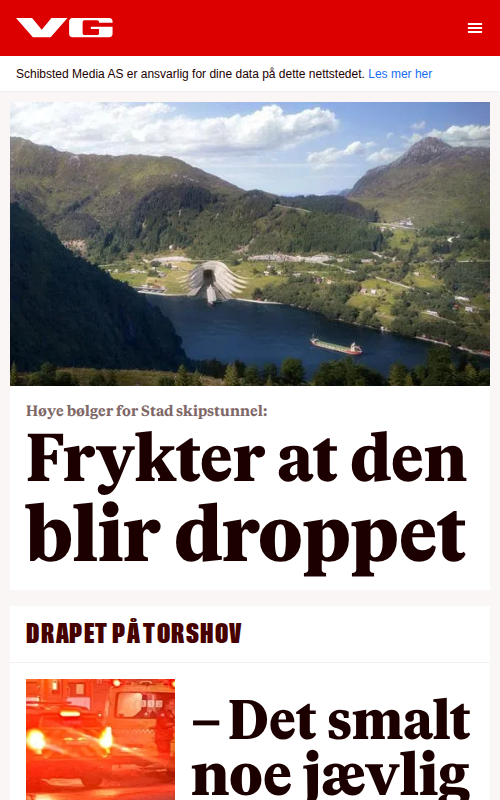 VG
Schibsted Media AS er ansvarlig for dine data på dette nettstedet. Les mer her
Høye bølger for Stad skipstunnel:
Frykter at den
blir droppet
DRAPET PÅ TORSHOV
– Det smalt
noe jævlig